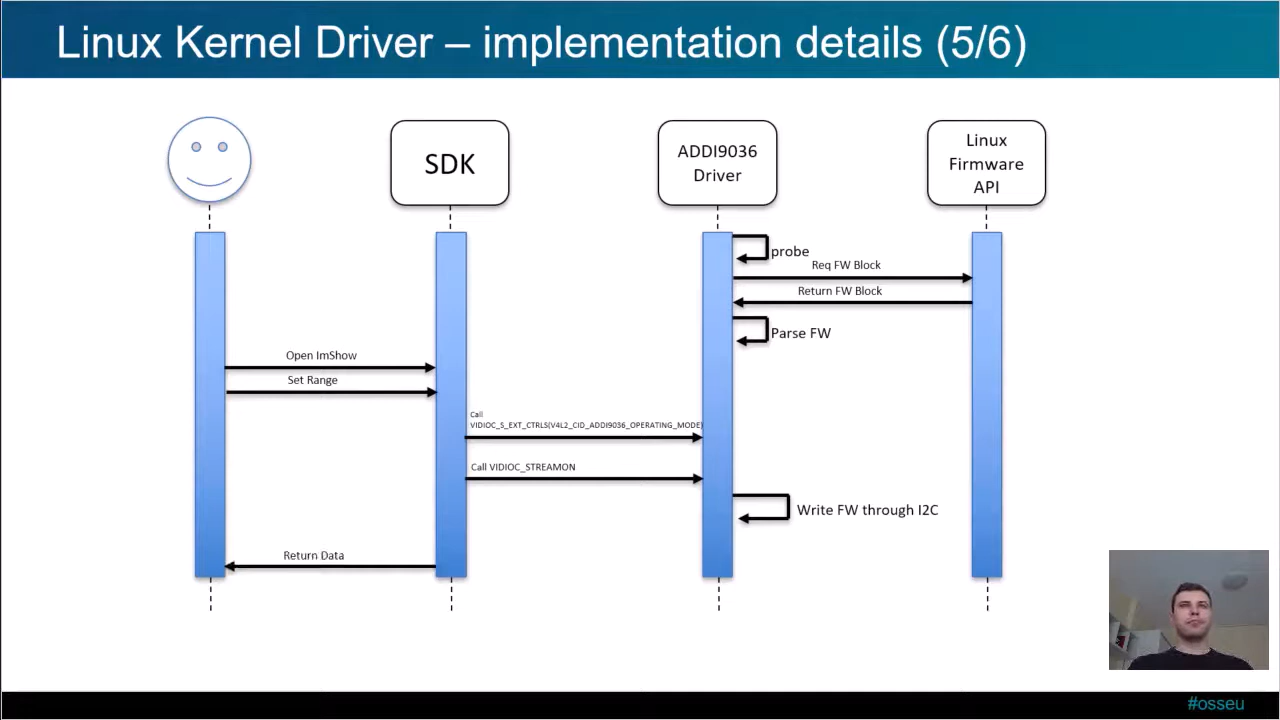 Linux Kernel Driver – implementation details (5/6)
SDK
ADDI9036
Driver
Linux
Firmware
API
probe
Req FW Block
Return FW Block
Parse FW
Open ImShow
Set Range
Call
VIDIOC_S_EXT_CTRLS(V4L2_CID_ADDI9036_OPERATING_MODE)
Call VIDIOC_STREAMON
Write FW through I2C
Return Data
#osseu